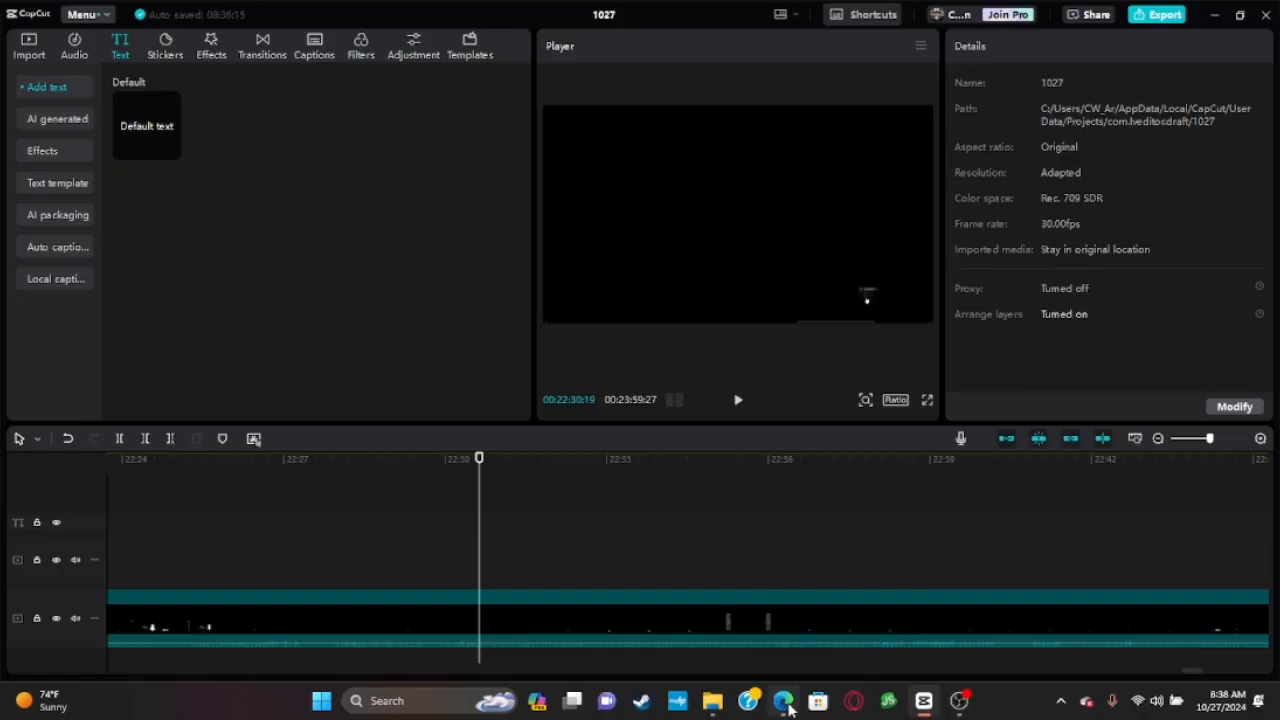 CapCut
Menu
Auto saved: 08:36:15
1027
Shortcuts
C...n
Join Pro
Share
Export
Import
Audio
TI
Text
Stickers
Effects
Transitions
Captions
Filters
Adjustment
Templates
Add text
AI generated
Effects
Text template
AI packaging
Auto captio...
Local capti...
Default
Default text
Player
00:22:30:19
00:23:59:27
Ratio
Details
Name: 1027
Path: C:/Users/CW_Ar/AppData/Local/CapCut/User
Data/Projects/com.lveditor.draft/1027
Aspect ratio: Original
Resolution: Adapted
Color space: Rec. 709 SDR
Frame rate: 30.00fps
Imported media: Stay in original location
Proxy: Turned off
Arrange layers Turned on
Modify
22:24
22:27
22:30
22:33
22:36
22:39
22:42
22:
TI
74°F
Sunny
Search
8:38 AM
10/27/2024